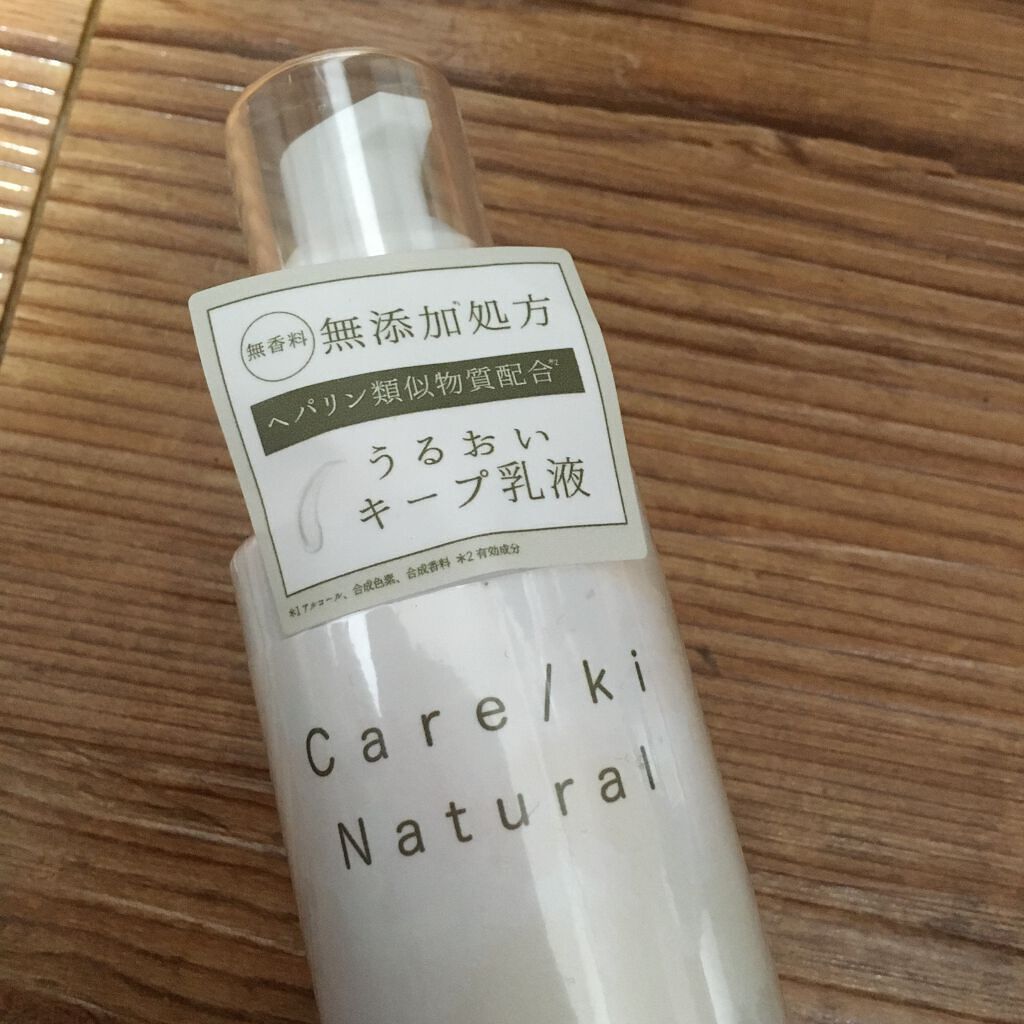 無香料
無添加処方
ヘパリン類似物質配合※2
うるおい
キープ乳液
※1アルコール、合成色素、合成香料 ※2 有効成分
Care/ki
Natural